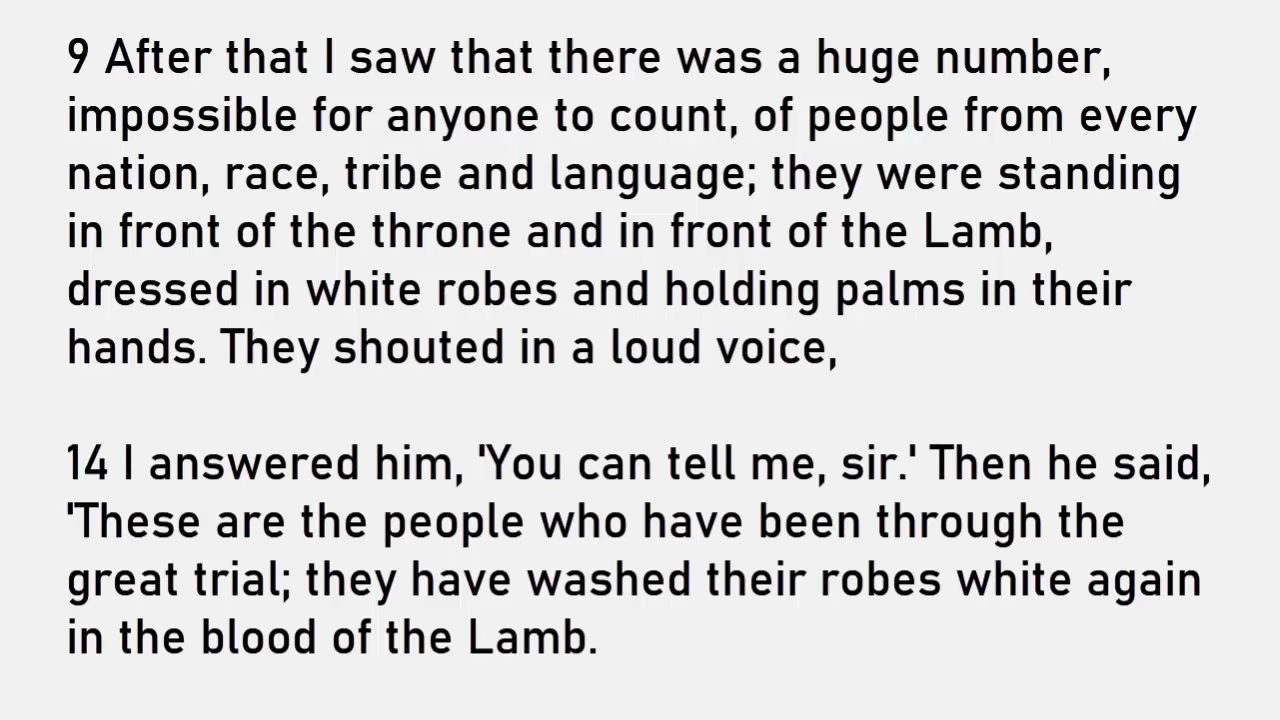 9 After that I saw that there was a huge number,
impossible for anyone to count, of people from every
nation, race, tribe and language; they were standing
in front of the throne and in front of the Lamb,
dressed in white robes and holding palms in their
hands. They shouted in a loud voice,
14 I answered him, 'You can tell me, sir.' Then he said,
'These are the people who have been through the
great trial; they have washed their robes white again
in the blood of the Lamb.